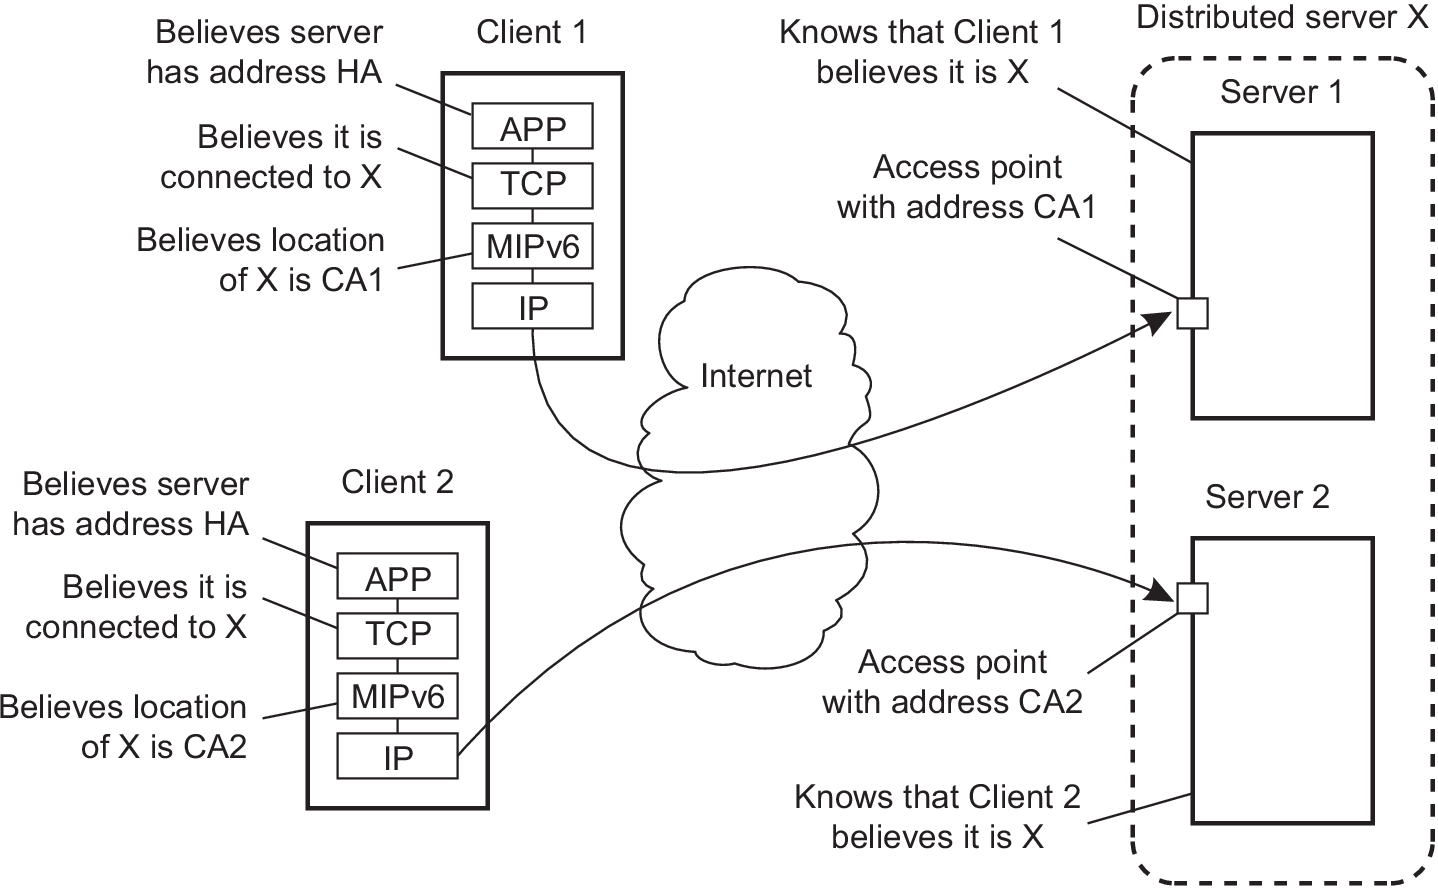 Believes server
has address HA
Client 1
Knows that Client 1
believes it is X
Distributed server X
Server 1
APP
Believes it is
connected to X
TCP
Access point
with address CA1
Believes location
of X is CA1
MIPv6
IP
Internet
Believes server
has address HA
Client 2
Server 2
APP
Believes it is
connected to X
TCP
Access point
with address CA2
Believes location
of X is CA2
MIPv6
IP
Knows that Client 2
believes it is X